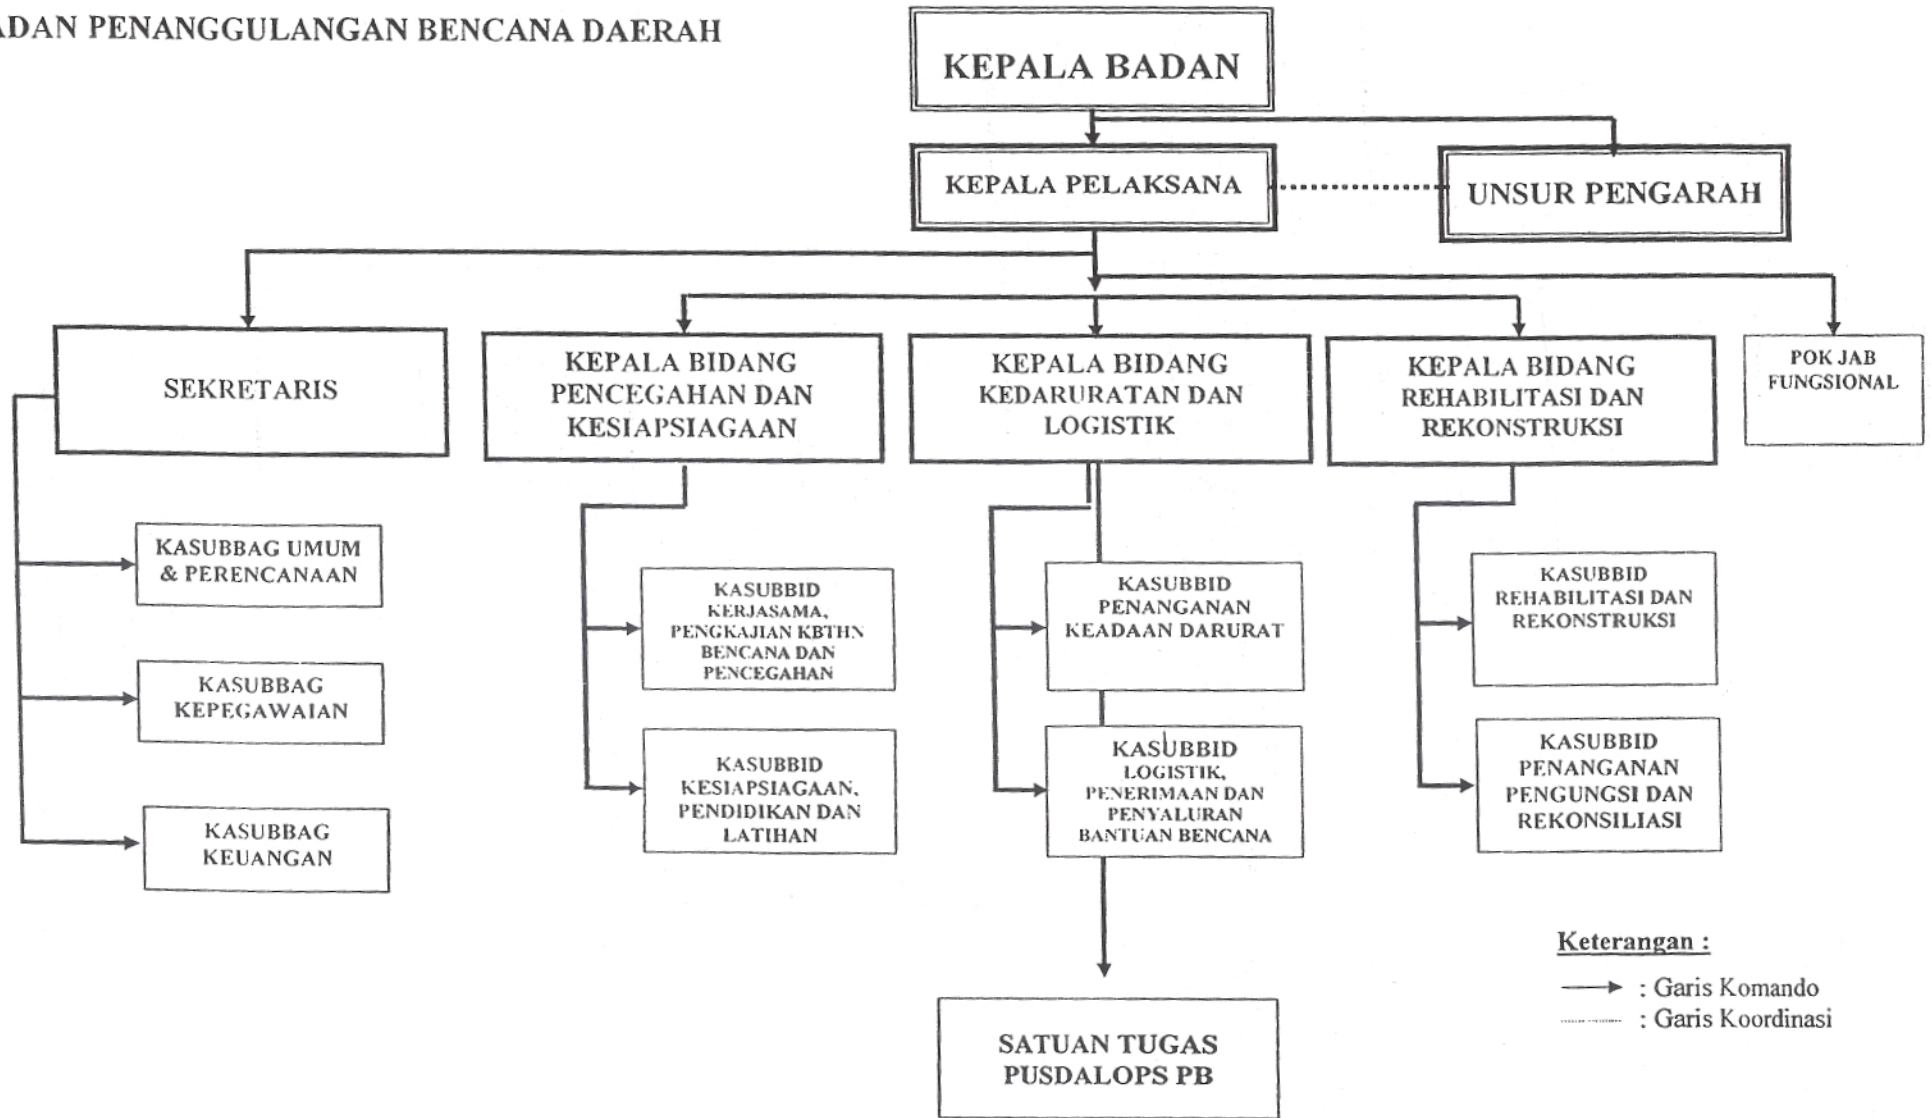 ADAN PENANGGULANGAN BENCANA DAERAH
KEPALA BADAN
KEPALA PELAKSANA
UNSUR PENGARAH
SEKRETARIS
KEPALA BIDANG
PENCEGAHAN DAN
KESIAPSIAGAAN
KEPALA BIDANG
KEDARURATAN DAN
LOGISTIK
KEPALA BIDANG
REHABILITASI DAN
REKONSTRUKSI
POK JAB
FUNGSIONAL
KASUBBAG UMUM
& PERENCANAAN
KASUBBAG
KEPEGAWAIAN
KASUBBAG
KEUANGAN
KASUBBID
KERJASAMA,
PENGKAJIAN KBTHN
BENCANA DAN
PENCEGAHAN
KASUBBID
KESIAPSIAGAAN,
PENDIDIKAN DAN
LATIHAN
KASUBBID
PENANGANAN
KEADAAN DARURAT
KASUBBID
LOGISTIK,
PENERIMAAN DAN
PENYALURAN
BANTUAN BENCANA
KASUBBID
REHABILITASI DAN
REKONSTRUKSI
KASUBBID
PENANGANAN
PENGUNGSI DAN
REKONSILIASI
SATUAN TUGAS
PUSDALOPS PB
Keterangan :
: Garis Komando
: Garis Koordinasi